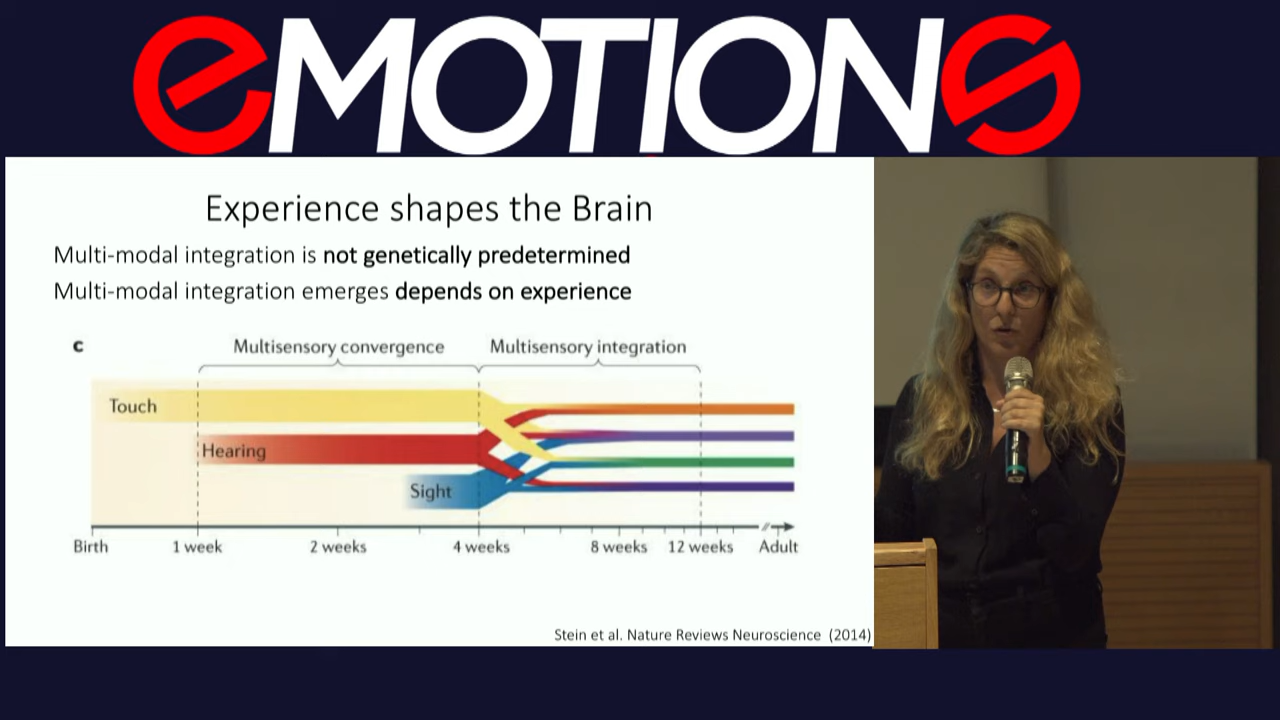 eMOTIONS
Experience shapes the Brain
Multi-modal integration is not genetically predetermined
Multi-modal integration emerges depends on experience
c
Multisensory convergence
Multisensory integration
Touch
Hearing
Sight
Birth
1 week
2 weeks
4 weeks
8 weeks
12 weeks
Adult
Stein et al. Nature Reviews Neuroscience (2014)